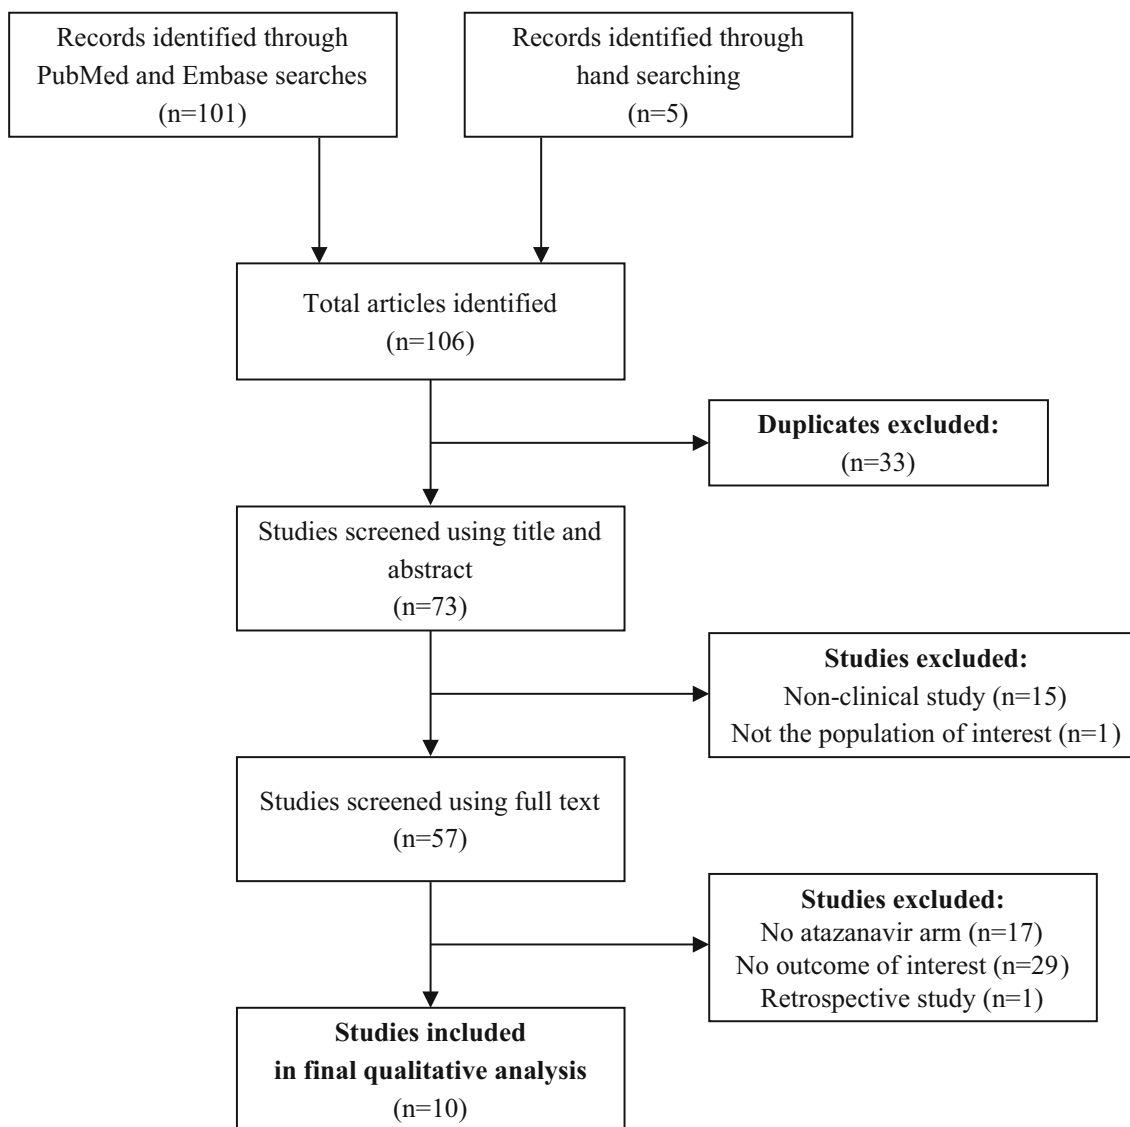 Records identified through
PubMed and Embase searches
(n=101)
Records identified through
hand searching
(n=5)
Total articles identified
(n=106)
Duplicates excluded:
(n=33)
Studies screened using title and
abstract
(n=73)
Studies excluded:
Non-clinical study (n=15)
Not the population of interest (n=1)
Studies screened using full text
(n=57)
Studies excluded:
No atazanavir arm (n=17)
No outcome of interest (n=29)
Retrospective study (n=1)
Studies included
in final qualitative analysis
(n=10)